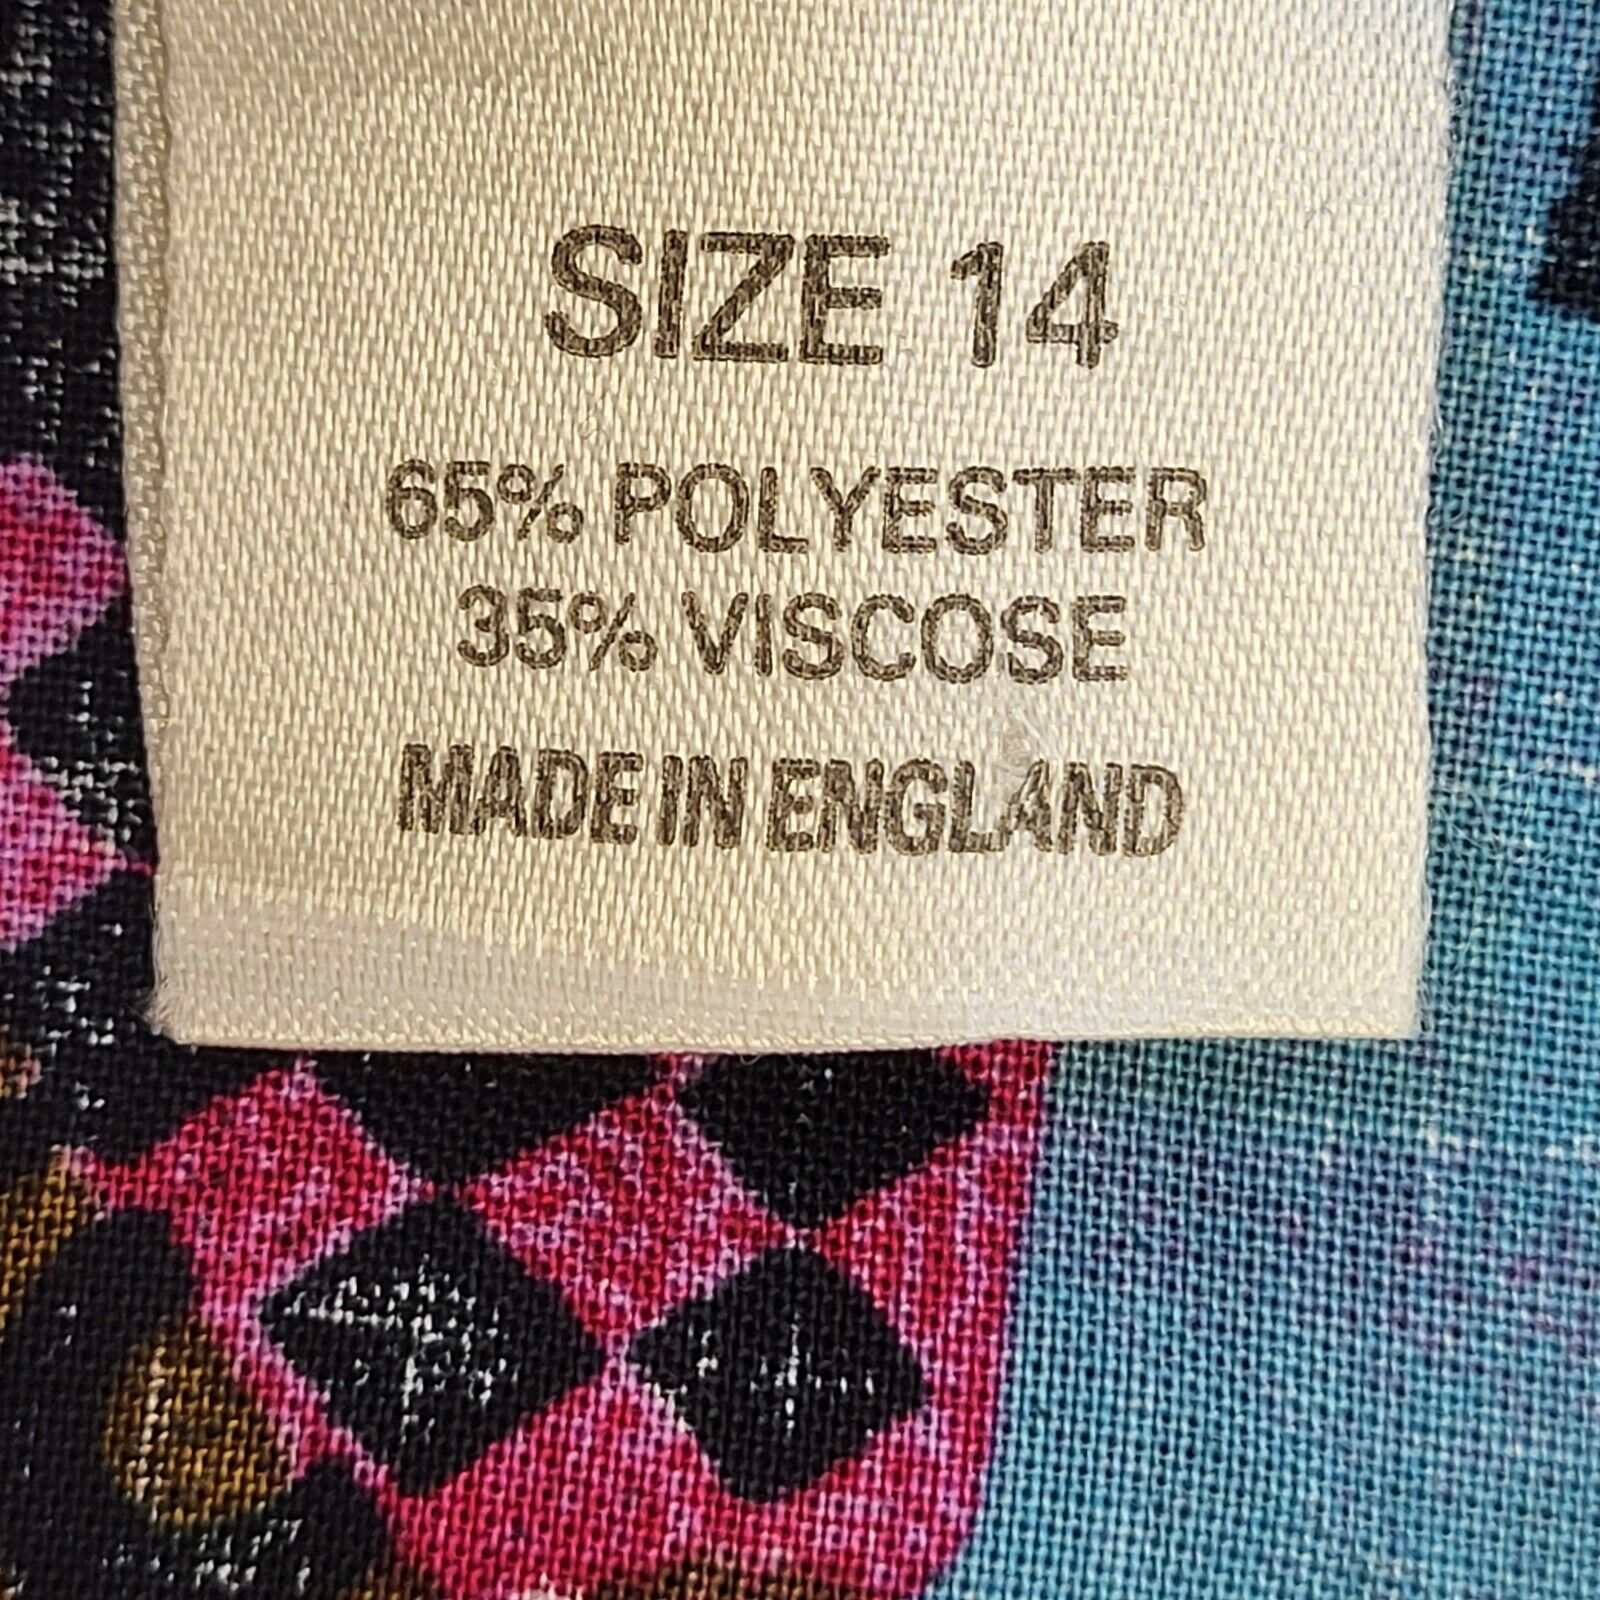 SIZE 14
65% POLYESTER
35% VISCOSE
MADE IN ENGLAND